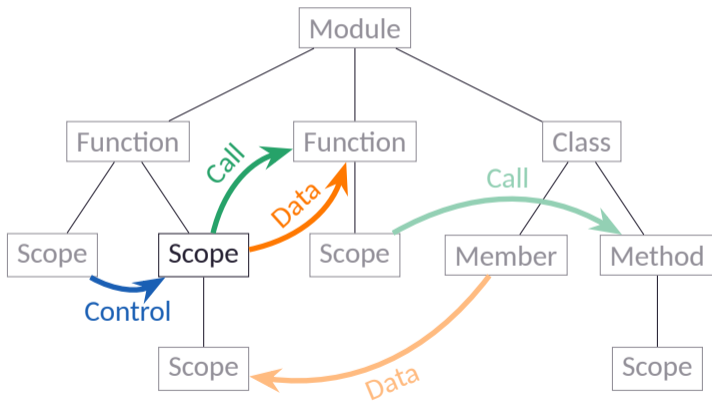 Module
Function
Function
Class
Call
Data
Call
Scope
Scope
Scope
Member
Method
Control
Scope
Data
Scope